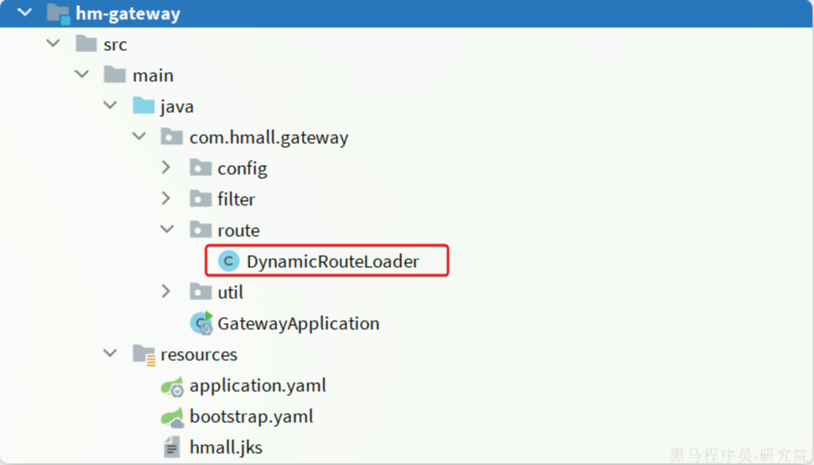 hm-gateway
src
main
java
com.hmall.gateway
config
filter
route
C DynamicRouteLoader
util
GatewayApplication
resources
application.yaml
bootstrap.yaml
hmall.jks
黑马程序员-研究院